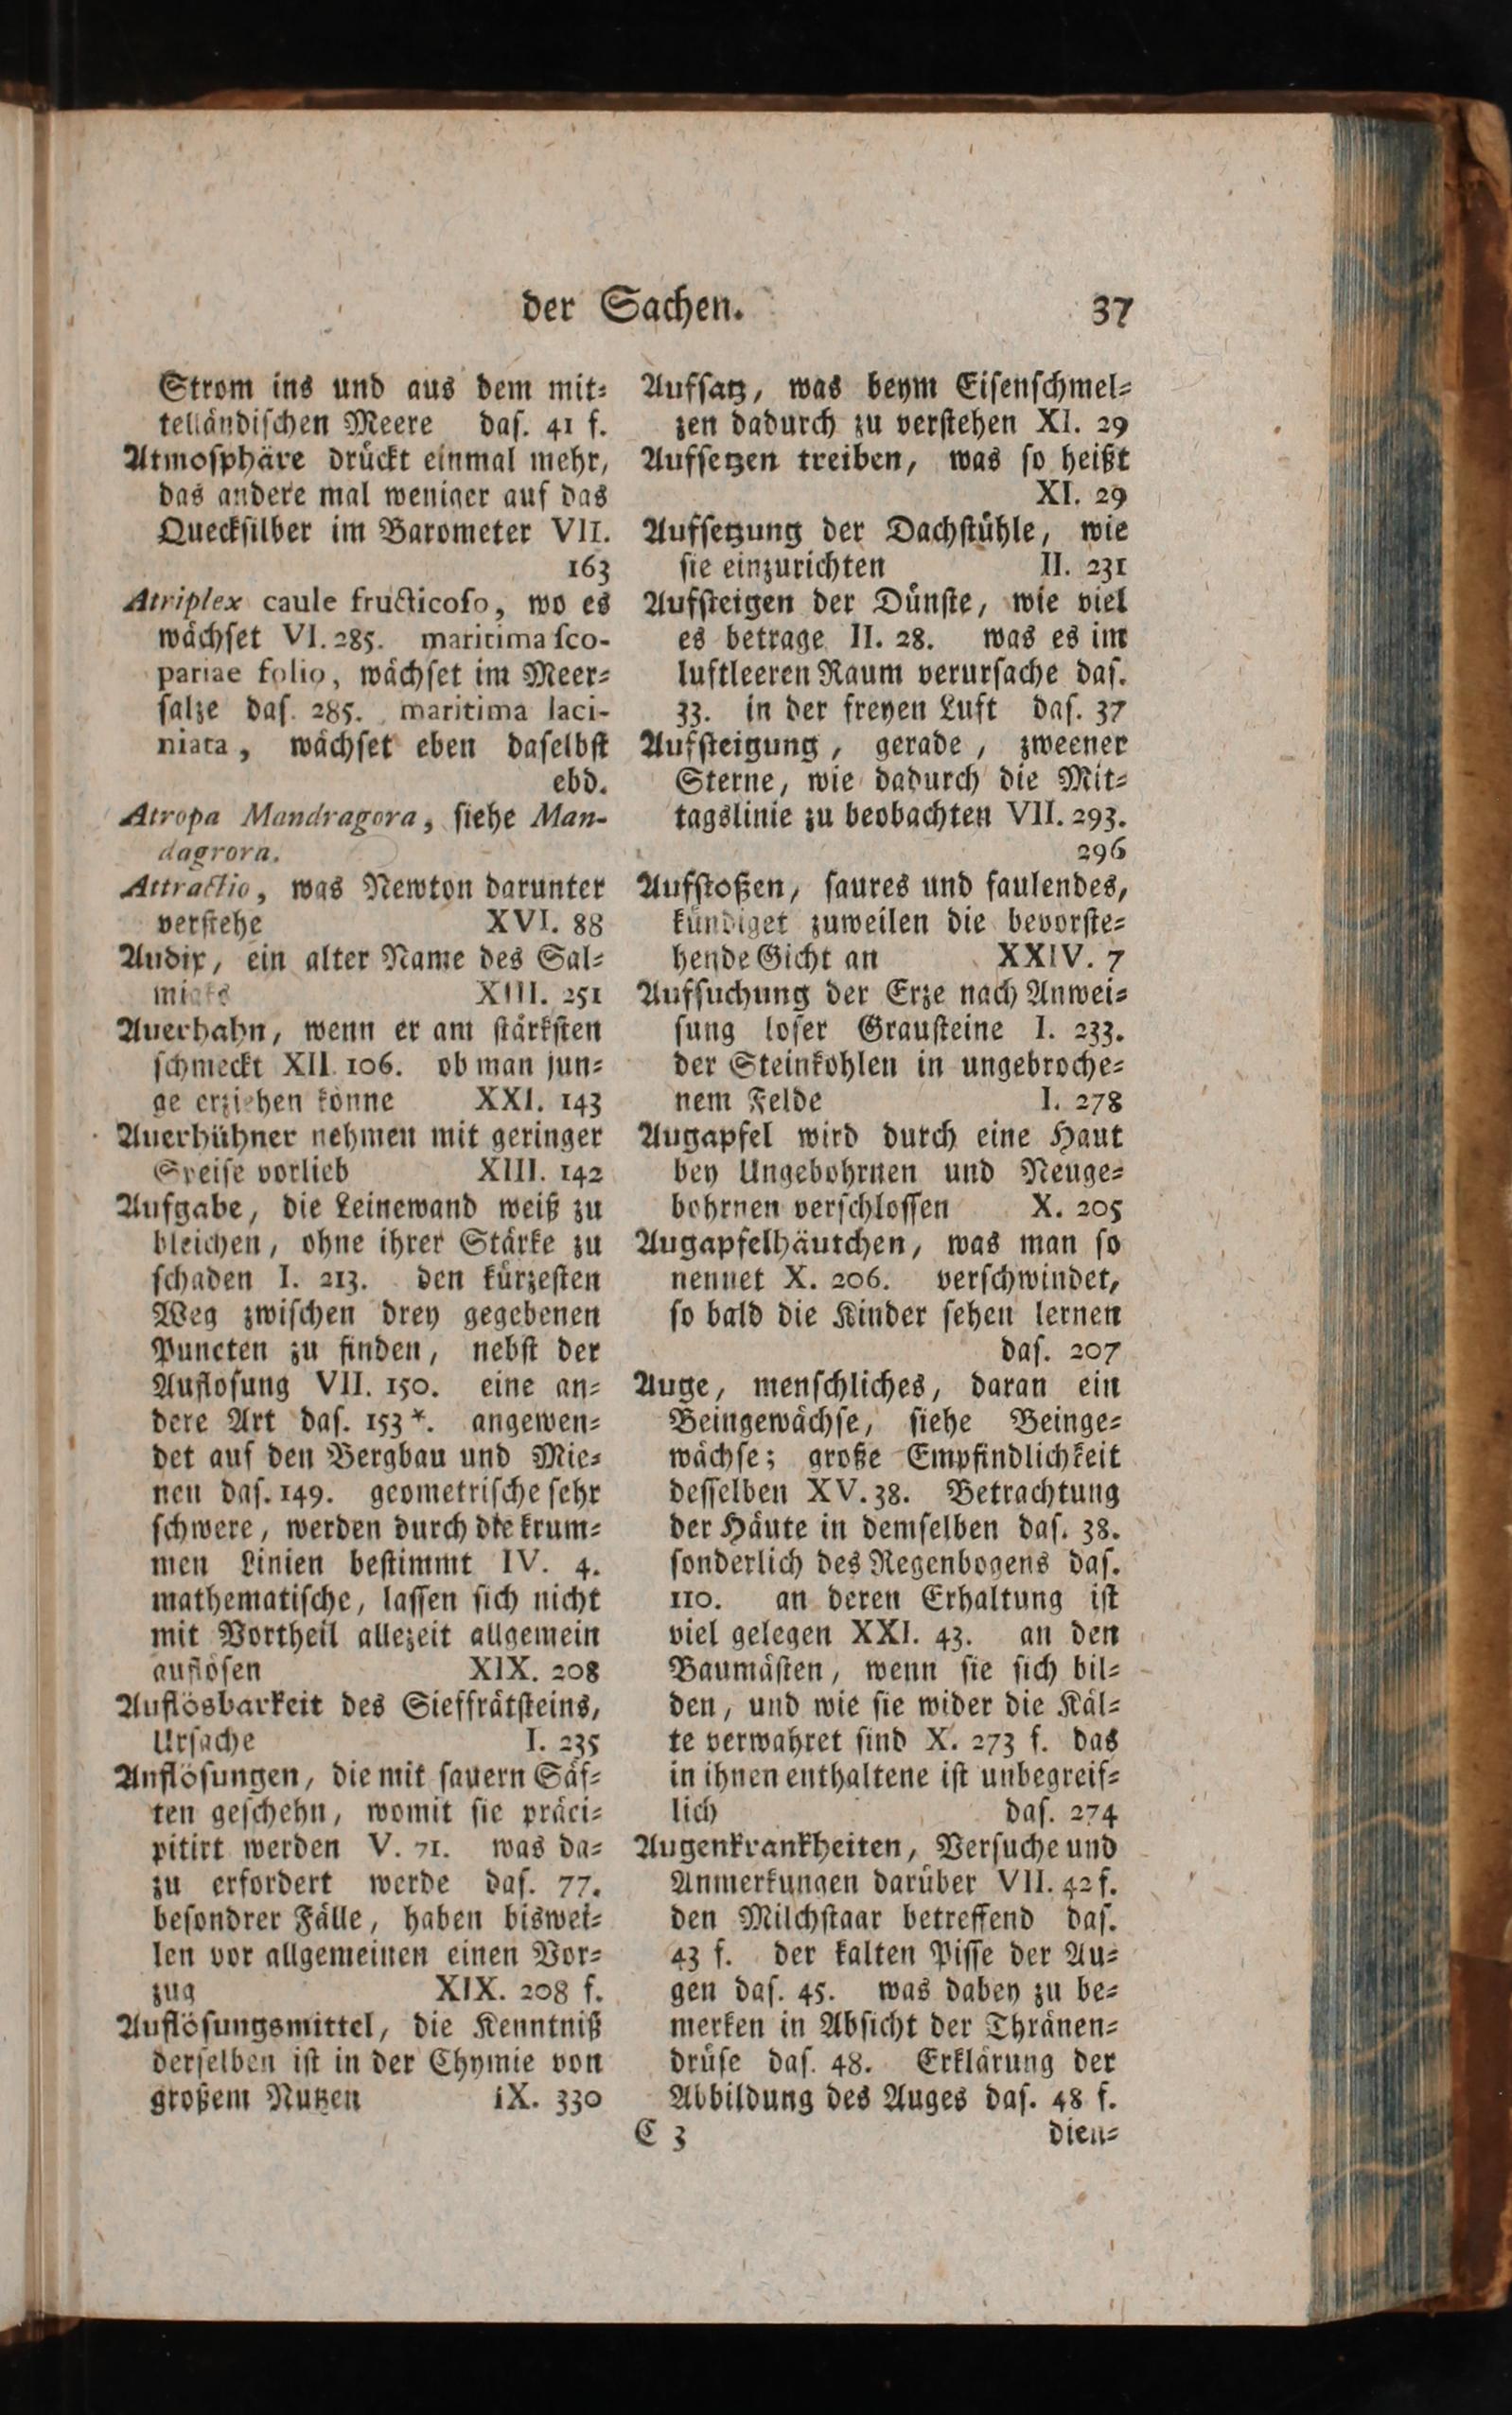 der Sachen. 37
Strom ins und aus dem mit⸗
telländiſchen Meere daſ. 41 f.
Atmoſphäre drückt einmal mehr,
das andere mal weniger auf das
Queckſilber im Barometer VII.
163
Atriplex caule fructicoſo, wo es
wächſet VI. 285. maritima ſco-
pariae folio, wächſet im Meer⸗
ſalze daſ. 285. maritima laci-
niata, wächſet eben daſelbſt
ebd.
Atropa Mandragora, ſiehe Man-
dagrora.
Attractio, was Newton darunter
verſtehe XVI. 88
Audix, ein alter Name des Sal⸗
miaks XIII. 251
Auerhahn, wenn er am ſtärkſten
ſchmeckt XII. 106. ob man jun⸗
ge erziehen könne XXI. 143
Auerhühner nehmen mit geringer
Speiſe vorlieb XIII. 142
Aufgabe, die Leinewand weiß zu
bleichen, ohne ihrer Stärke zu
ſchaden I. 213. den kürzeſten
Weg zwiſchen drey gegebenen
Puncten zu finden, nebſt der
Aufloſung VII. 150. eine an⸗
dere Art daſ. 153*. angewen⸗
det auf den Bergbau und Mie⸗
nen daſ. 149. geometriſche ſehr
ſchwere, werden durch die krum⸗
men Linien beſtimmt IV. 4.
mathematiſche, laſſen ſich nicht
mit Vortheil allezeit allgemein
auflöſen XIX. 208
Auflösbarkeit des Sieffrätſteins,
Urſache I. 235
Auflöſungen, die mit ſauern Säf⸗
ten geſchehn, womit ſie präci⸗
pitirt werden V. 71. was da⸗
zu erfordert werde daſ. 77.
beſondrer Fälle, haben biswei⸗
len vor allgemeinen einen Vor⸗
zug XIX. 208 f.
Auflöſungsmittel, die Kenntniß
derſelben iſt in der Chymie von
großem Nutzen IX. 330
Aufſatz, was beym Eiſenſchmel⸗
zen dadurch zu verſtehen XI. 29
Aufſetzen treiben, was ſo heißt
XI. 29
Aufſetzung der Dachſtühle, wie
ſie einzurichten II. 231
Aufſteigen der Dünſte, wie viel
es betrage II. 28. was es im
luftleeren Raum verurſache daſ.
33. in der freyen Luft daſ. 37
Aufſteigung, gerade, zweener
Sterne, wie dadurch die Mit⸗
tagslinie zu beobachten VII. 293.
296
Aufſtoßen, ſaures und faulendes,
kündiget zuweilen die bevorſte⸗
hende Gicht an XXIV. 7
Aufſuchung der Erze nach Anwei⸗
ſung loſer Grauſteine I. 233.
der Steinkohlen in ungebroche⸗
nem Felde I. 278
Augapfel wird durch eine Haut
bey Ungebohrnen und Neuge⸗
bohrnen verſchloſſen X. 205
Augapfelhäutchen, was man ſo
nennet X. 206. verſchwindet,
ſo bald die Kinder ſehen lernen
daſ. 207
Auge, menſchliches, daran ein
Beingewächſe, ſiehe Beinge⸗
wächſe; große Empfindlichkeit
deſſelben XV. 38. Betrachtung
der Häute in demſelben daſ. 38.
ſonderlich des Regenbogens daſ.
110. an deren Erhaltung iſt
viel gelegen XXI. 43. an den
Baumäſten, wenn ſie ſich bil⸗
den, und wie ſie wider die Käl⸗
te verwahret ſind X. 273 f. das
in ihnen enthaltene iſt unbegreif⸗
lich daſ. 274
Augenkrankheiten, Verſuche und
Anmerkungen darüber VII. 42 f.
den Milchſtaar betreffend daſ.
43 f. der kalten Piſſe der Au⸗
gen daſ. 45. was dabey zu be⸗
merken in Abſicht der Thränen⸗
drüſe daſ. 48. Erklärung der
Abbildung des Auges daſ. 48 f.
C 3 dien⸗